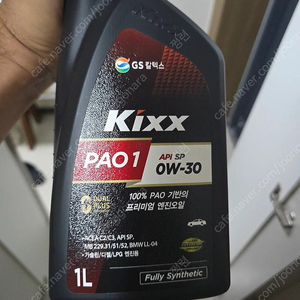 GS 칼텍스
Kixx
PAO 1
API SP
0W-30
DUAL
PLUS
100% PAO 기반의
프리미엄 엔진오일
ACEA C2/C3, API SP,
MB 229.31/51/52, BMW LL-04
•가솔린/디젤/LPG 엔진용
1L
Fully Synthetic